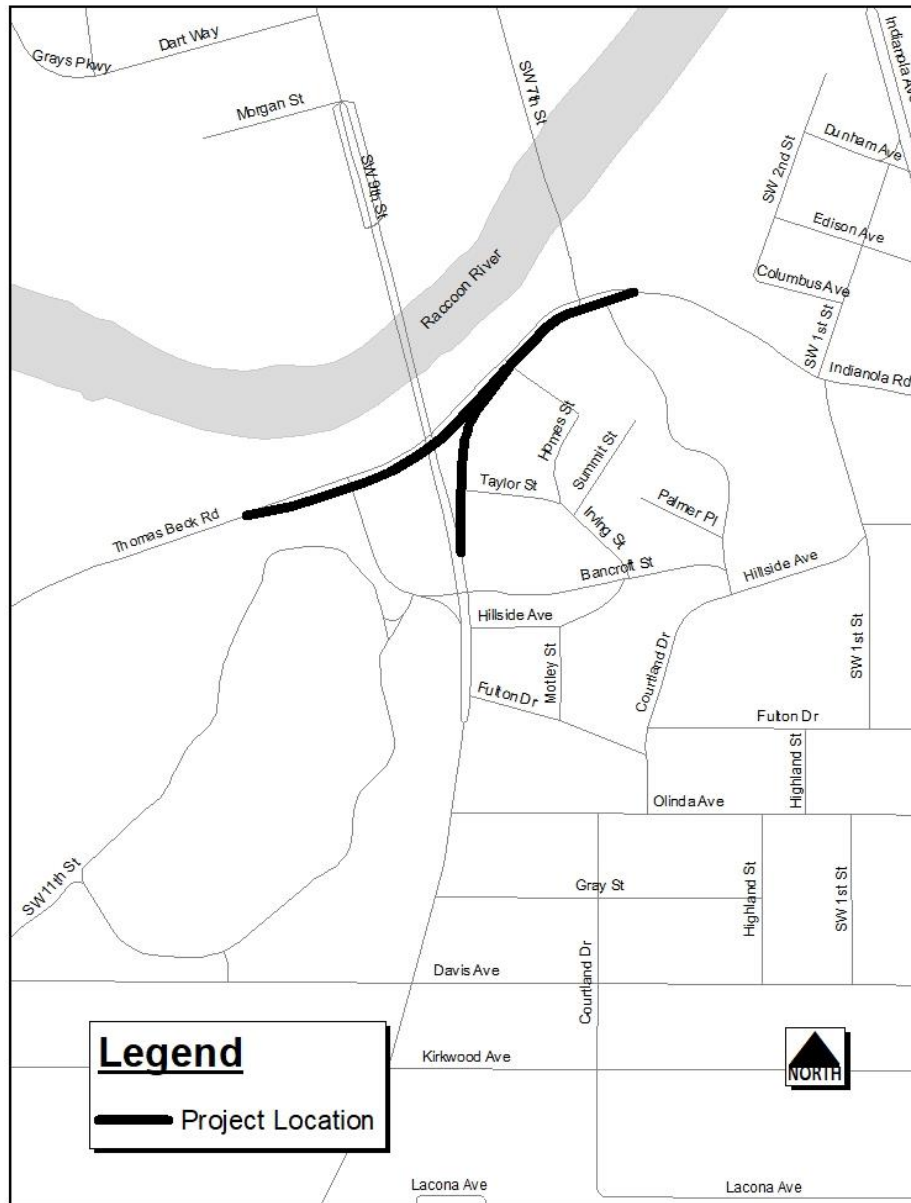 Dart Way
Grays Pkwy
Indianola Ave
SW 7th St
Morgan St
Dunham Ave
SW 2nd St
SW 9th St
Edison Ave
Raccoon River
Columbus Ave
SW 1st St
Indianola Rd
Homes St
Summit St
Taylor St
Palmer Pl
Thomas Beck Rd
Irving St
Bancroft St
Hillside Ave
Hillside Ave
Motley St
Courtland Dr
SW 1st St
Fulton Dr
Fulton Dr
Highland St
Olinda Ave
SW 11th St
Gray St
Highland St
SW 1st St
Davis Ave
Courtland Dr
Legend
Kirkwood Ave
NORTH
Project Location
Lacona Ave
Lacona Ave